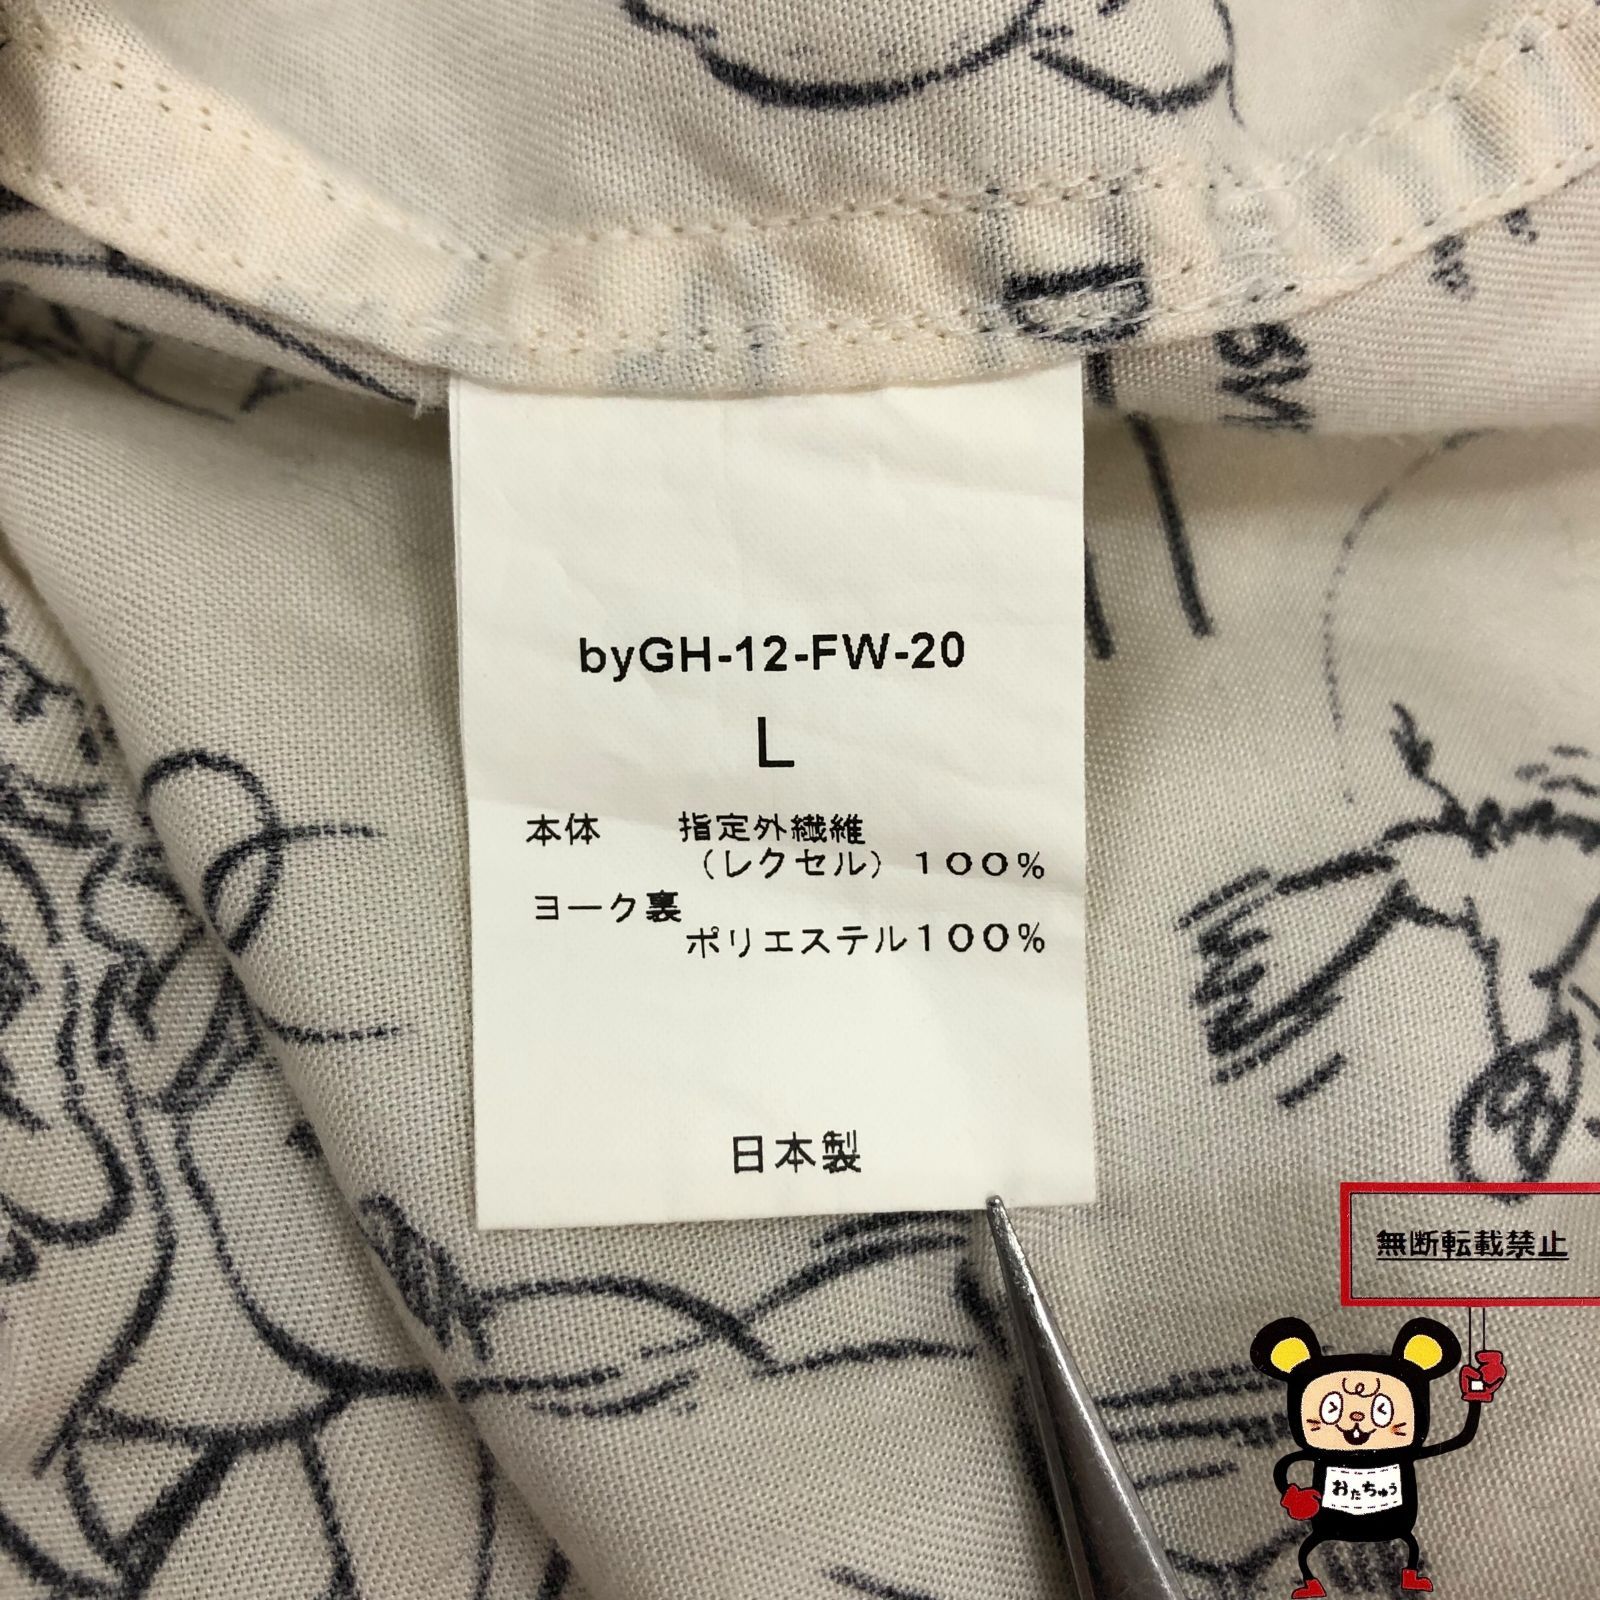 D
SM
byGH-12-FW-20
L
本体　指定外繊維
（レクセル）１００％
ヨーク裏
ポリエステル１００％
日本製
無断転載禁止
おたちゅう